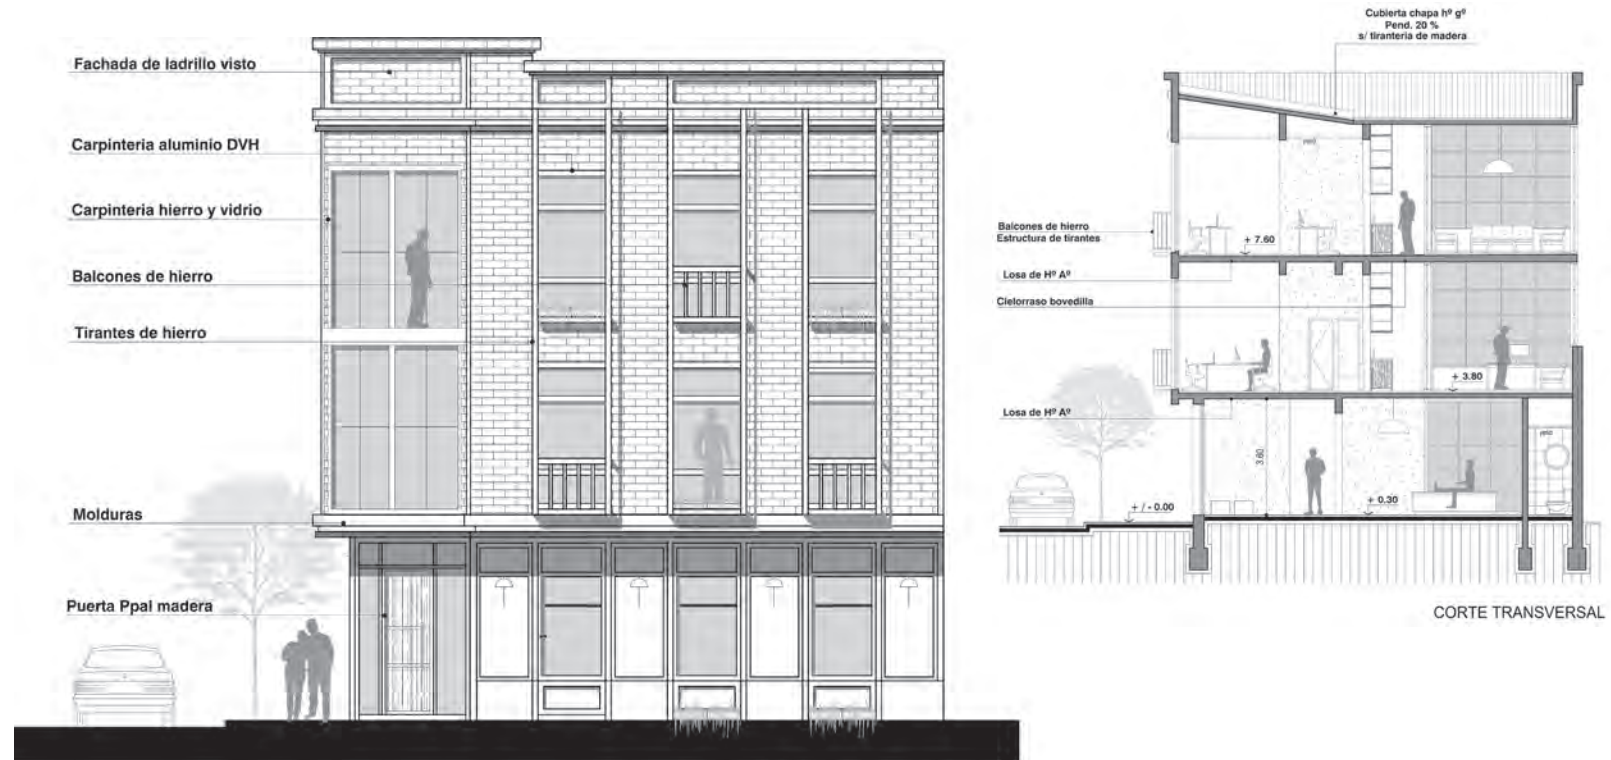 Fachada de ladrillo visto
Carpinteria aluminio DVH
Carpinteria hierro y vidrio
Balcones de hierro
Tirantes de hierro
Molduras
Puerta Ppal madera
Cubierta chapa hº gº
Pend. 20 %
s/ tiranteria de madera
Balcones de hierro
Estructura de tirantes
+ 7.60
Losa de Hº Aº
Cielorraso bovedilla
+ 3.80
Losa de Hº Aº
3.60
+ 0.30
+ / - 0.00
CORTE TRANSVERSAL